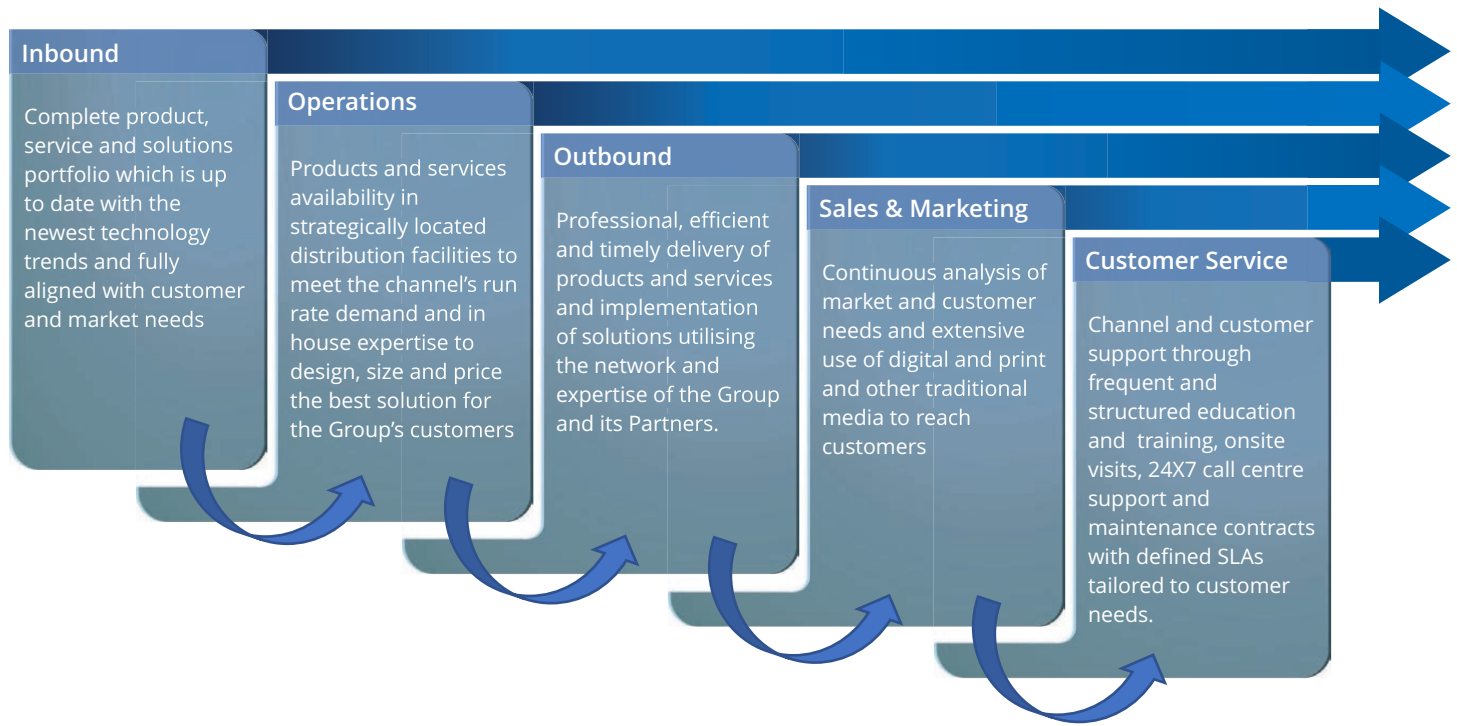 Inbound
Complete product,
service and solutions
portfolio which is up
to date with the
newest technology
trends and fully
aligned with customer
and market needs
Operations
Products and services
availability in
strategically located
distribution facilities to
meet the channel’s run
rate demand and in
house expertise to
design, size and price
the best solution for
the Group’s customers
Outbound
Professional, efficient
and timely delivery of
products and services
and implementation
of solutions utilising
the network and
expertise of the Group
and its Partners.
Sales & Marketing
Continuous analysis of
market and customer
needs and extensive
use of digital and print
and other traditional
media to reach
customers
Customer Service
Channel and customer
support through
frequent and
structured education
and  training, onsite
visits, 24X7 call centre
support and
maintenance contracts
with defined SLAs
tailored to customer
needs.